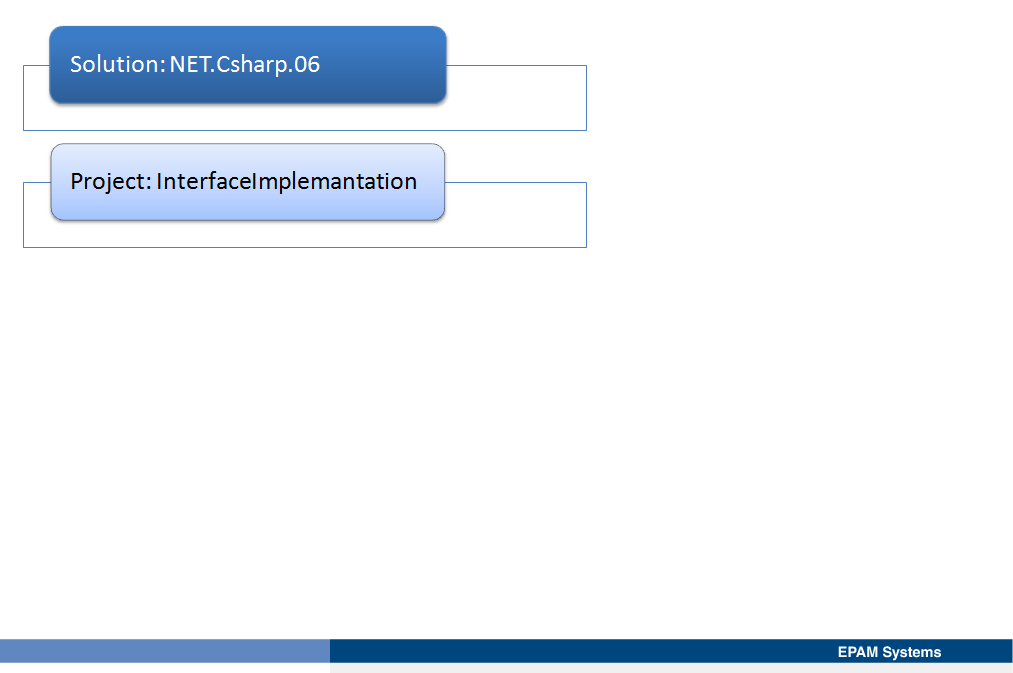 Solution: NET.Csharp.06
Project: InterfaceImplemantation
EPAM Systems